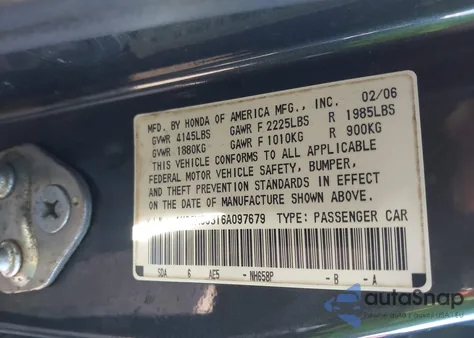 MFD. BY HONDA OF AMERICA MFG., INC. 02/06
GVWR 4145LBS GAWR F 2225LBS R 1985LBS
GVWR 1880KG GAWR F 1010KG R 900KG
THIS VEHICLE CONFORMS TO ALL APPLICABLE
FEDERAL MOTOR VEHICLE SAFETY, BUMPER,
AND THEFT PREVENTION STANDARDS IN EFFECT
ON THE DATE OF MANUFACTURE SHOWN ABOVE.
TYPE: PASSENGER CAR
SDA 6 AE5 - NH658P - B - A
autoSnap